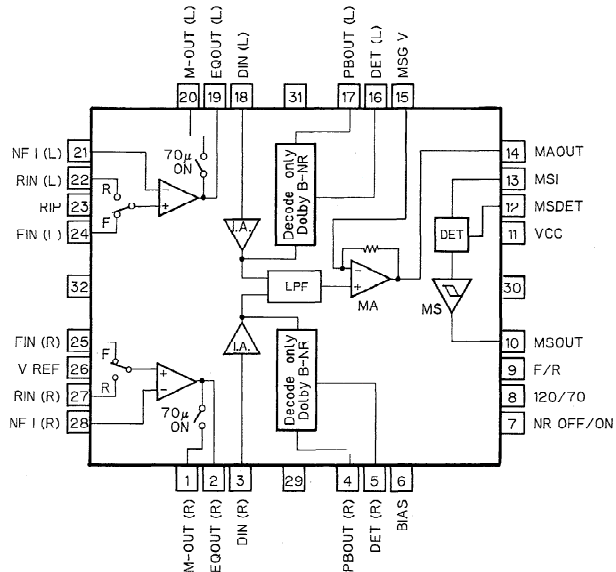 M-OUT (L)
EQOUT (L)
DIN (L)
PBOUT (L)
DET (L)
MSG V
20
19
18
31
17
16
15
NF I (L) 21
RIN (L) 22
RIP 23
FIN (L) 24
32
FIN (R) 25
V REF 26
RIN (R) 27
NF I (R) 28
R
F
70μ
ON
−
+
I.A.
Decode only
Dolby B-NR
LPF
−
+
MA
DET
MS
14 MAOUT
13 MSI
12 MSDET
11 VCC
30
10 MSOUT
9 F/R
8 120/70
7 NR OFF/ON
F
R
+
−
70μ
ON
I.A.
Decode only
Dolby B-NR
1
2
3
29
4
5
6
M-OUT (R)
EQOUT (R)
DIN (R)
PBOUT (R)
DET (R)
BIAS